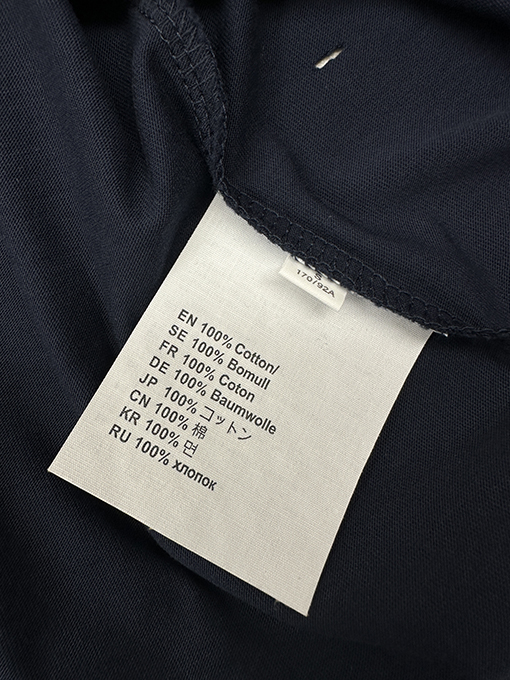 S
170/92A
EN 100% Cotton/
SE 100% Bomull
FR 100% Coton
DE 100% Baumwolle
JP 100% コットン
CN 100% 棉
KR 100% 면
RU 100% хлопок